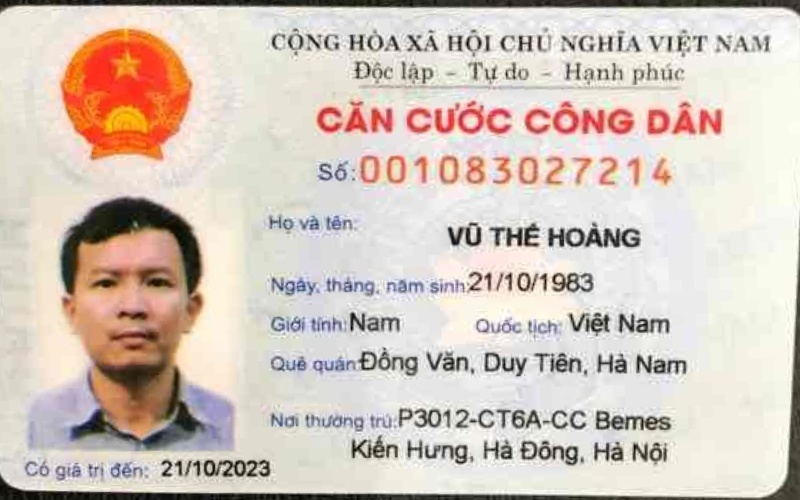 CỘNG HÒA XÃ HỘI CHỦ NGHĨA VIỆT NAM
Độc lập - Tự do - Hạnh phúc
CĂN CƯỚC CÔNG DÂN
Số: 001083027214
Họ và tên: VŨ THẾ HOÀNG
Ngày, tháng, năm sinh: 21/10/1983
Giới tính: Nam Quốc tịch: Việt Nam
Quê quán: Đồng Văn, Duy Tiên, Hà Nam
Nơi thường trú: P3012-CT6A-CC Bemes
Kiến Hưng, Hà Đông, Hà Nội
Có giá trị đến: 21/10/2023